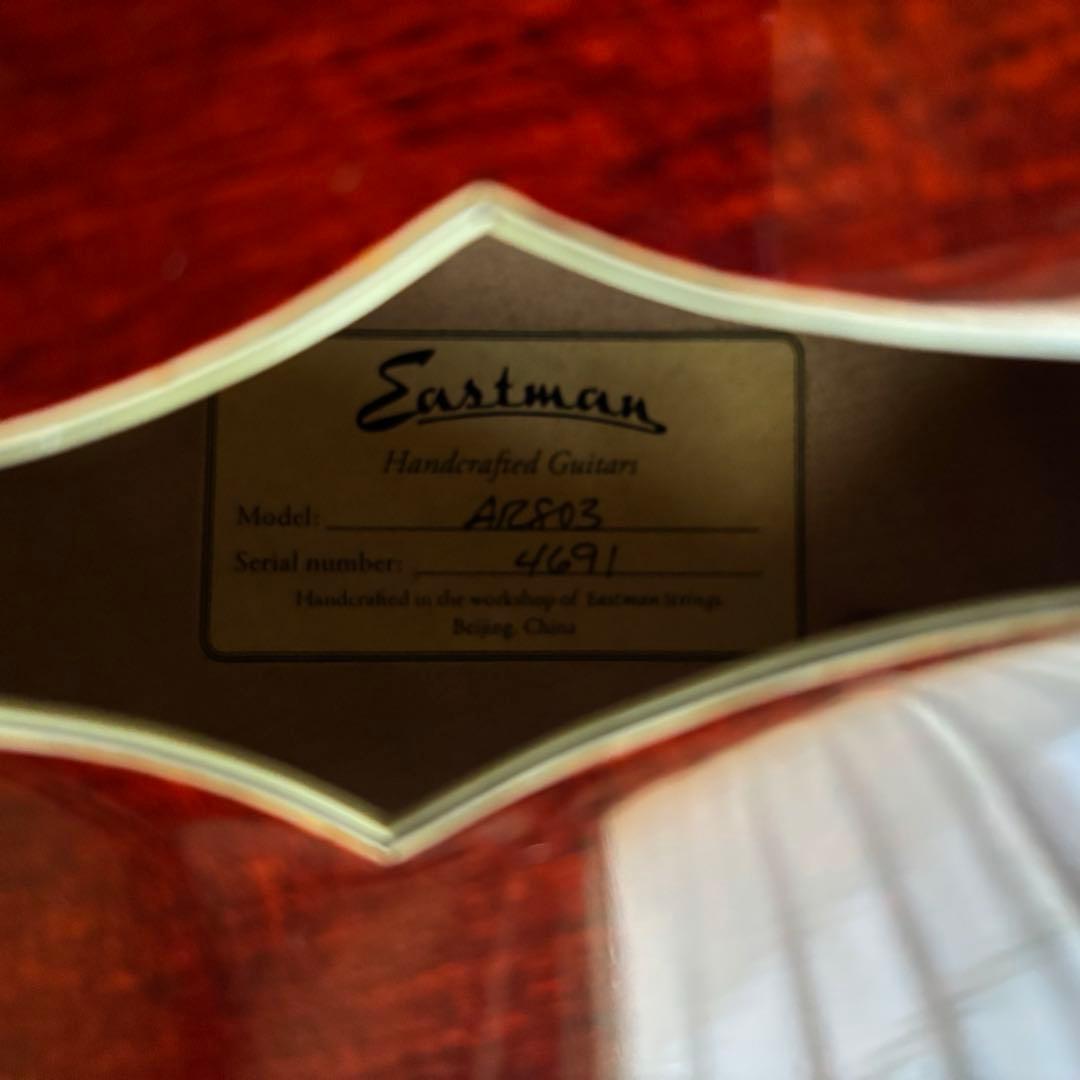 Eastman
Handcrafted Guitars
Model: AR803
Serial number: 4691
Handcrafted in the workshop of Eastman Strings
Beijing, China